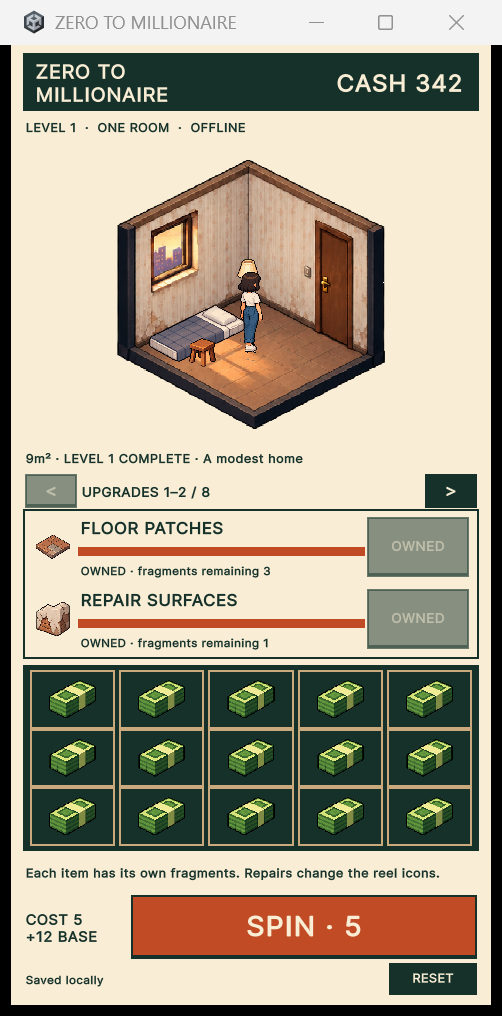 ZERO TO MILLIONAIRE
ZERO TO
MILLIONAIRE
CASH 342
LEVEL 1 · ONE ROOM · OFFLINE
9m² · LEVEL 1 COMPLETE · A modest home
<
UPGRADES 1–2 / 8
>
FLOOR PATCHES
OWNED
OWNED · fragments remaining 3
REPAIR SURFACES
OWNED
OWNED · fragments remaining 1
Each item has its own fragments. Repairs change the reel icons.
COST 5
+12 BASE
SPIN · 5
Saved locally
RESET